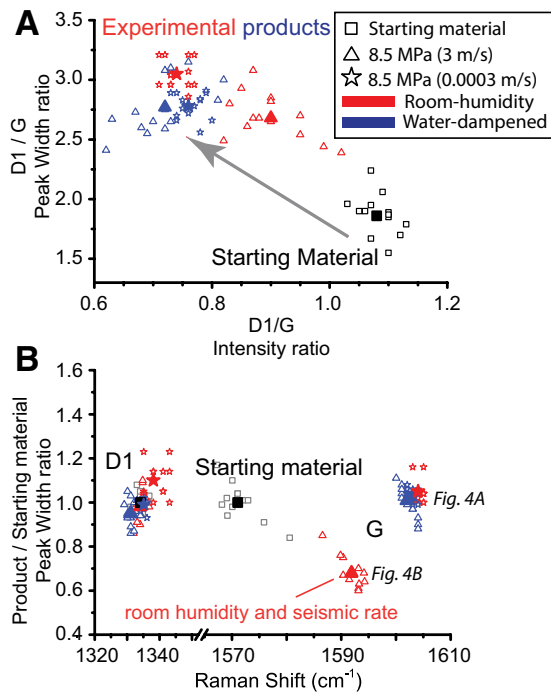 A
Experimental products
D1 / G
Peak Width ratio
3.5
3.0
2.5
2.0
1.5
Starting Material
0.6 0.8 1.0 1.2
D1/G
Intensity ratio
Starting material
8.5 MPa (3 m/s)
8.5 MPa (0.0003 m/s)
Room-humidity
Water-dampened
B
Product / Starting material
Peak Width ratio
1.6
1.4
1.2
1.0
0.8
0.6
0.4
D1
Starting material
G
Fig. 4A
Fig. 4B
room humidity and seismic rate
1320 1340 1570 1590 1610
Raman Shift (cm⁻¹)